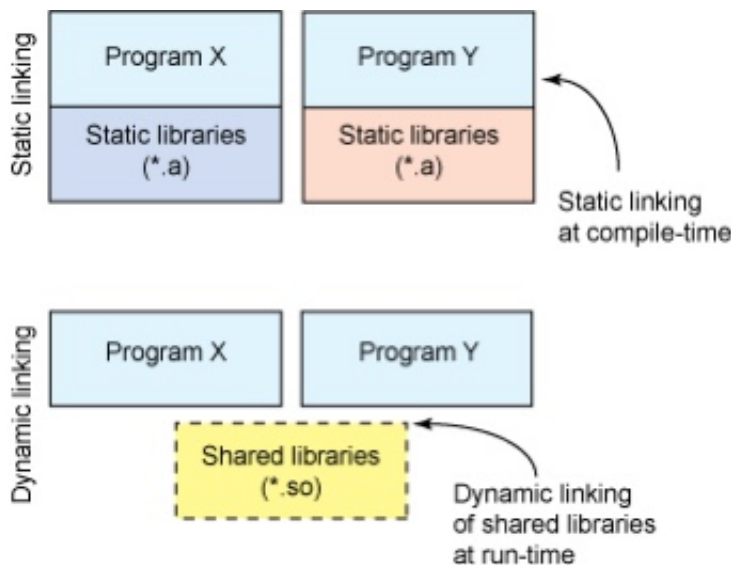 Static linking
Program X
Program Y
Static libraries
(*.a)
Static libraries
(*.a)
Static linking
at compile-time
Dynamic linking
Program X
Program Y
Shared libraries
(*.so)
Dynamic linking
of shared libraries
at run-time